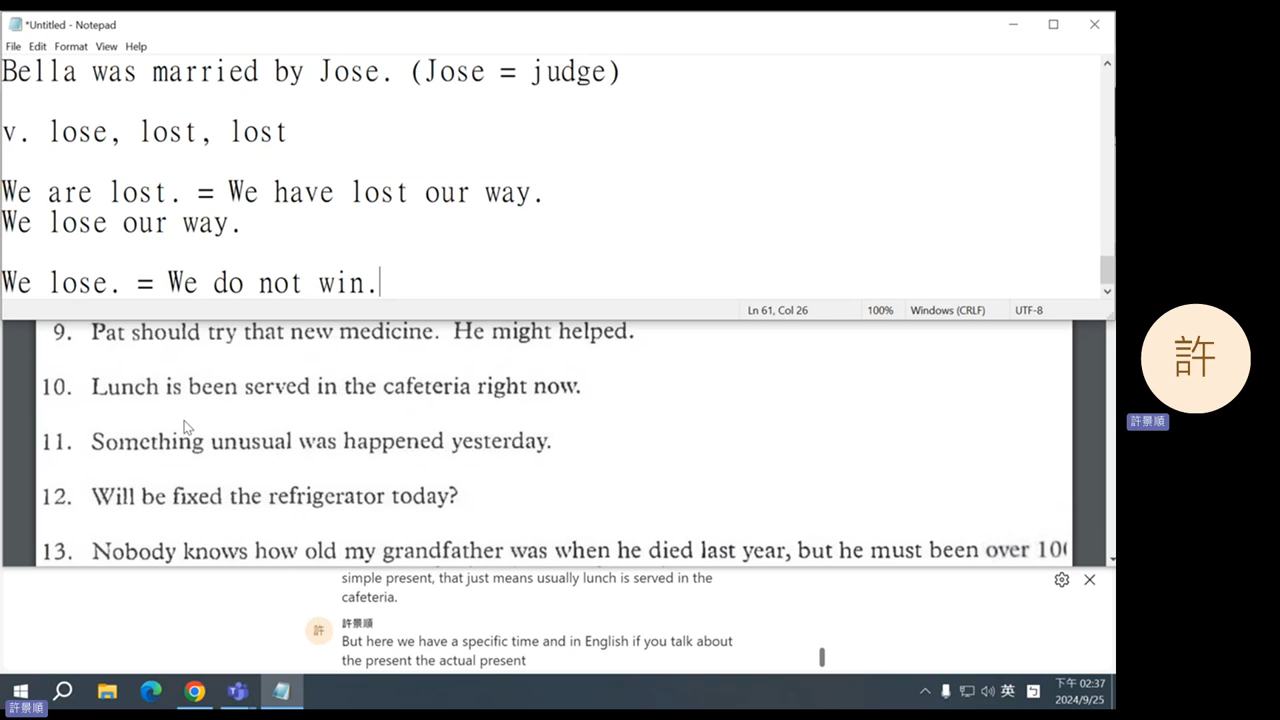 *Untitled - Notepad
File Edit Format View Help
Bella was married by Jose. (Jose = judge)
v. lose, lost, lost
We are lost. = We have lost our way.
We lose our way.
We lose. = We do not win.
Ln 61, Col 26 100% Windows (CRLF) UTF-8
9. Pat should try that new medicine. He might helped.
10. Lunch is been served in the cafeteria right now.
11. Something unusual was happened yesterday.
12. Will be fixed the refrigerator today?
13. Nobody knows how old my grandfather was when he died last year, but he must been over 100
simple present, that just means usually lunch is served in the
cafeteria.
許 許景順
But here we have a specific time and in English if you talk about
the present the actual present
許
許景順
英
下午 02:37
2024/9/25
許景順